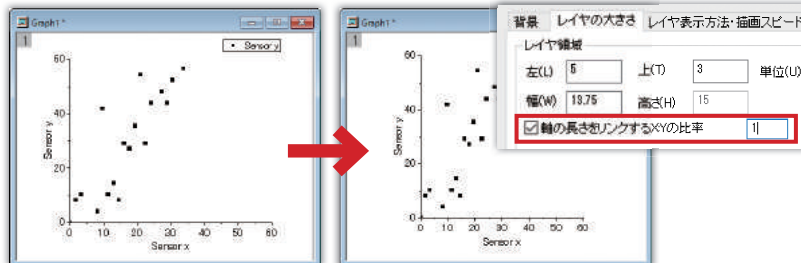 Graph1 *
1
Sensor y
60
40
20
0
Sensor y
0 10 20 30 40 50 60
Sensor x
Graph1 *
1
60
40
20
0
Sensor y
0 10 20 30 40 50 60
Sensor x
背景 レイヤの大きさ レイヤ表示方法・描画スピード
レイヤ領域
左(L) 5 上(T) 3 単位(U)
幅(W) 13.75 高さ(H) 15
軸の長さをリンクするXYの比率 1